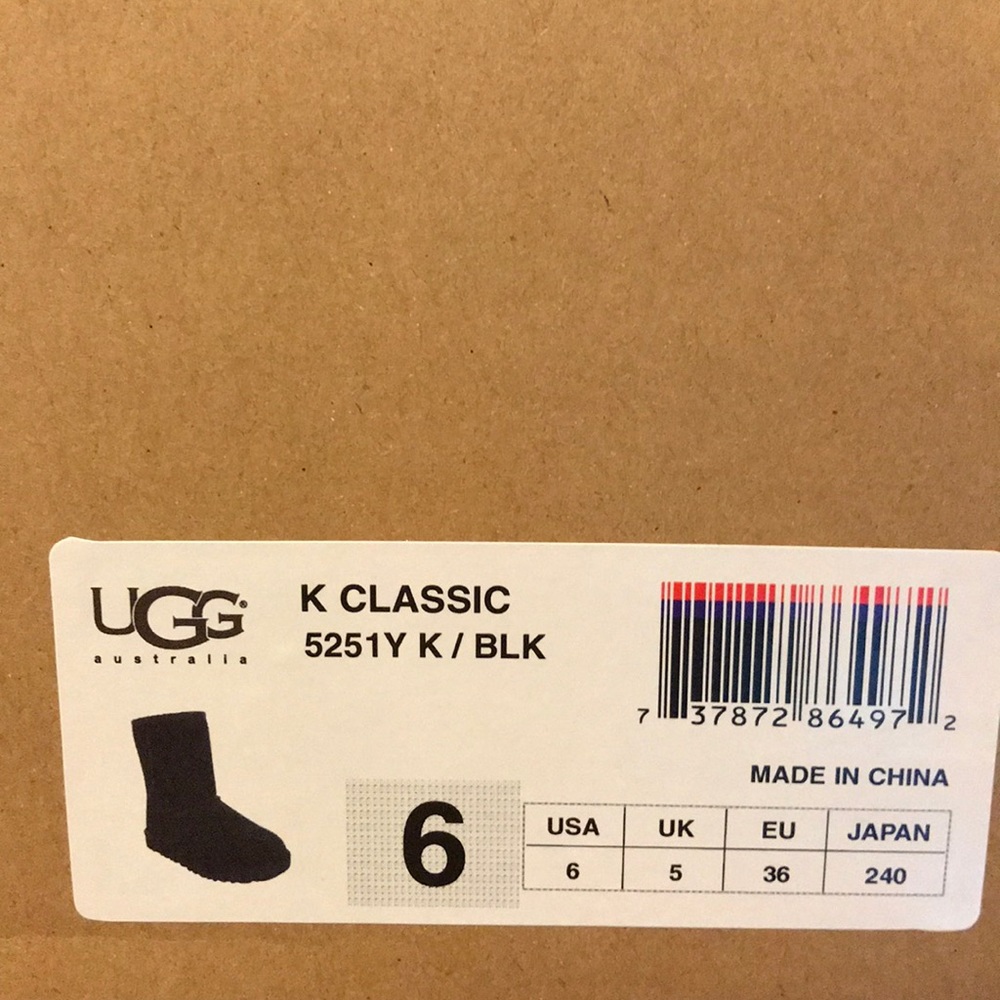 UGG®
australia
K CLASSIC
5251Y K / BLK
7 37872 86497 2
MADE IN CHINA
6
USA UK EU JAPAN
6 5 36 240